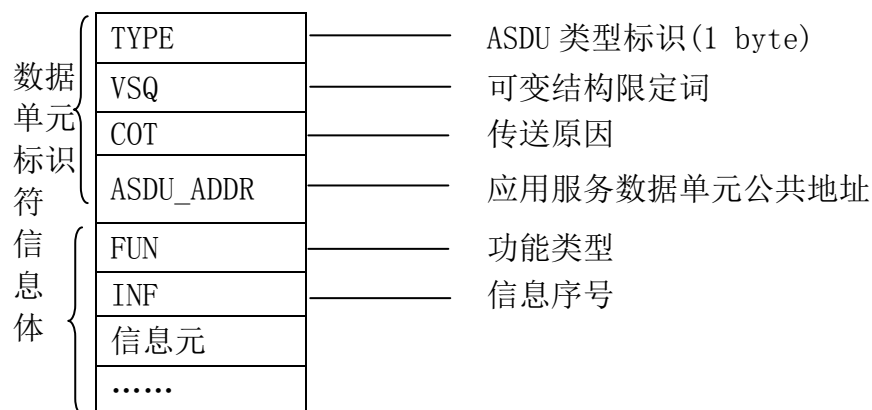 TYPE ASDU 类型标识(1 byte)
数据单元标识符
VSQ 可变结构限定词
COT 传送原因
ASDU_ADDR 应用服务数据单元公共地址
信息体
FUN 功能类型
INF 信息序号
信息元
……